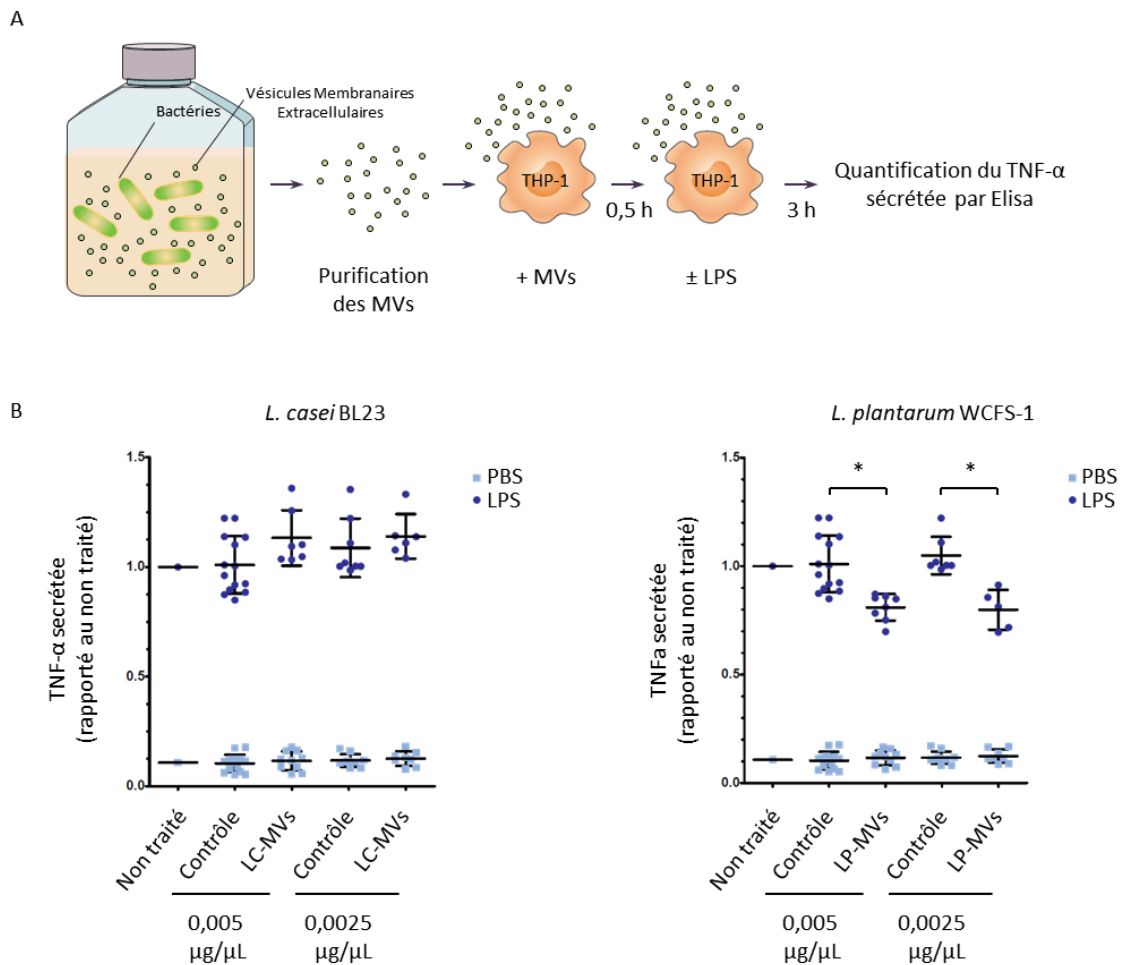 A
Vésicules Membranaires
Extracellulaires
Bactéries
THP-1
THP-1
0,5 h
3 h
Quantification du TNF-α
sécrétée par Elisa
Purification
des MVs
+ MVs
± LPS
B
L. casei BL23
TNF-α secrétée
(rapporté au non traité)
1.5
1.0
0.5
0.0
PBS
LPS
Non traité
Contrôle
LC-MVs
Contrôle
LC-MVs
0,005
µg/µL
0,0025
µg/µL
L. plantarum WCFS-1
TNFa secrétée
(rapporté au non traité)
1.5
1.0
0.5
0.0
*
*
PBS
LPS
Non traité
Contrôle
LP-MVs
Contrôle
LP-MVs
0,005
µg/µL
0,0025
µg/µL